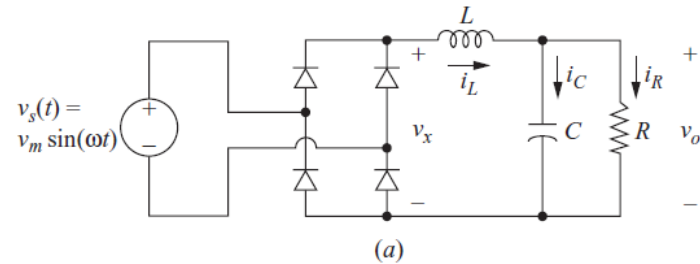 L
+
i_L
i_C
i_R
+
v_s(t) =
v_m sin(ωt)
+
−
v_x
C
R
v_o
−
−
(a)